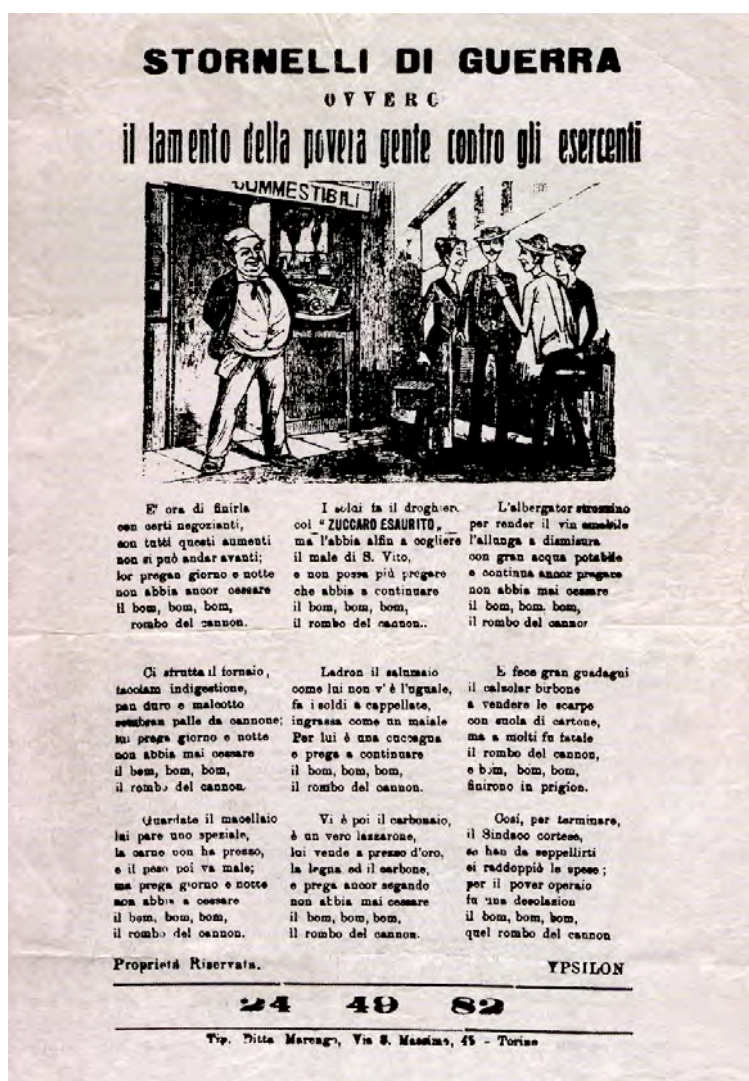 STORNELLI DI GUERRA
OVVERO
il lamento della povera gente contro gli esercenti
COMMESTIBILI
E' ora di finirla
con certi negozianti,
con tutti questi aumenti
non si può andar avanti;
lor pregan giorno e notte
non abbia ancor cessare
il bom, bom, bom,
rombo del cannon.
Ci sfrutta il fornaio,
facciam indigestione,
pan duro e malcotto
sembran palle da cannone;
lui prega giorno e notte
non abbia mai cessare
il bom, bom, bom,
il rombo del cannon.
Guardate il macellaio
lui pare uno speziale,
la carne non ha prezzo,
e il peso poi va male;
ma prega giorno e notte
non abbia a cessare
il bom, bom, bom,
il rombo del cannon.
I soldi fa il droghiere
col "ZUCCARO ESAURITO„
ma l'abbia alfin a cogliere
il male di S. Vito,
e non possa più pregare
che abbia a continuare
il bom, bom, bom,
il rombo del cannon..
Ladron il salumaio
come lui non v' è l'uguale,
fa i soldi a cappellate,
ingrassa come un maiale
Per lui è una cuccagna
e prega a continuare
il bom, bom, bom,
il rombo del cannon.
Vi è poi il carbonaio,
è un vero lazzarone,
lui vende a prezzo d'oro,
la legna ed il carbone,
e prega ancor segando
non abbia mai cessare
il bom, bom, bom,
il rombo del cannon.
L'albergator strozzino
per render il vin amabile
l'allunga a dismisura
con gran acqua potabile
e continua ancor pregare
non abbia mai cessare
il bom, bom. bom,
il rombo del cannon
E fece gran guadagni
il calzolar birbone
a vendere le scarpe
con suola di cartone,
ma a molti fu fatale
il rombo del cannon,
e bom, bom, bom,
finirono in prigion.
Così, per terminare,
il Sindaco cortese,
se han da seppellirti
ei raddoppiò le spese;
per il pover operaio
fu una desolazion
il bom, bom, bom,
quel rombo del cannon
Proprietà Riservata.
YPSILON
24 49 82
Tip. Ditta Marengo, Via S. Massimo, 45 - Torino